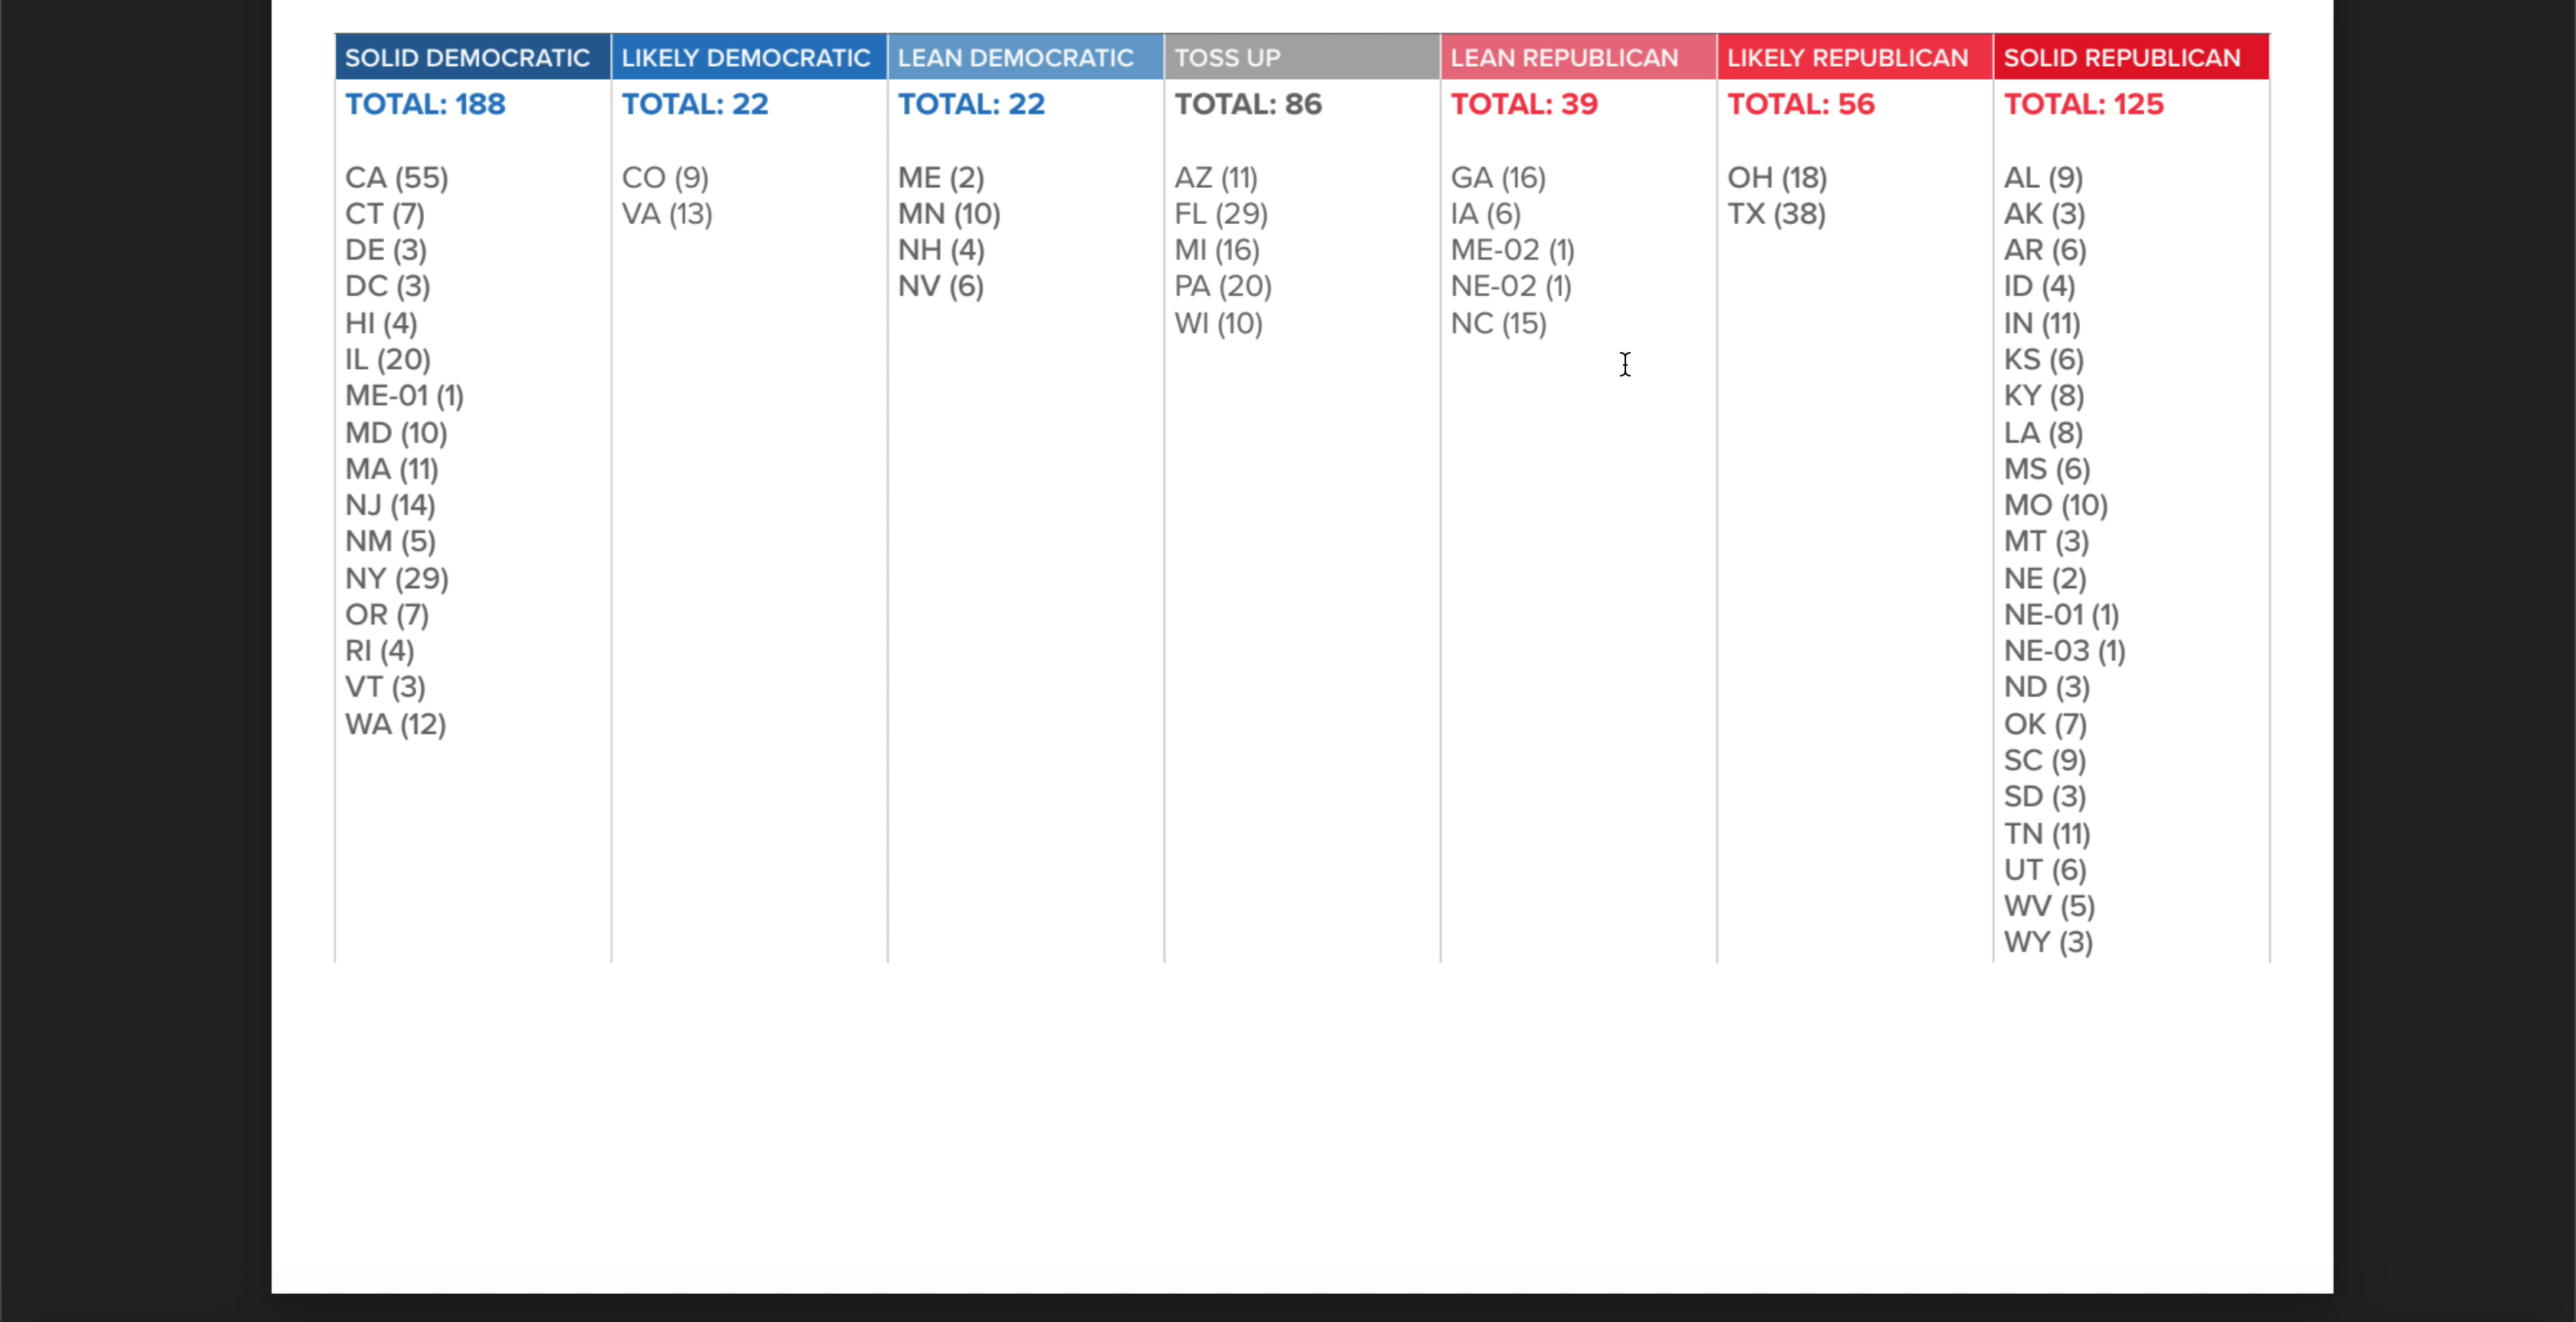 SOLID DEMOCRATIC
TOTAL: 188
CA (55)
CT (7)
DE (3)
DC (3)
HI (4)
IL (20)
ME-01 (1)
MD (10)
MA (11)
NJ (14)
NM (5)
NY (29)
OR (7)
RI (4)
VT (3)
WA (12)
LIKELY DEMOCRATIC
TOTAL: 22
CO (9)
VA (13)
LEAN DEMOCRATIC
TOTAL: 22
ME (2)
MN (10)
NH (4)
NV (6)
TOSS UP
TOTAL: 86
AZ (11)
FL (29)
MI (16)
PA (20)
WI (10)
LEAN REPUBLICAN
TOTAL: 39
GA (16)
IA (6)
ME-02 (1)
NE-02 (1)
NC (15)
LIKELY REPUBLICAN
TOTAL: 56
OH (18)
TX (38)
SOLID REPUBLICAN
TOTAL: 125
AL (9)
AK (3)
AR (6)
ID (4)
IN (11)
KS (6)
KY (8)
LA (8)
MS (6)
MO (10)
MT (3)
NE (2)
NE-01 (1)
NE-03 (1)
ND (3)
OK (7)
SC (9)
SD (3)
TN (11)
UT (6)
WV (5)
WY (3)